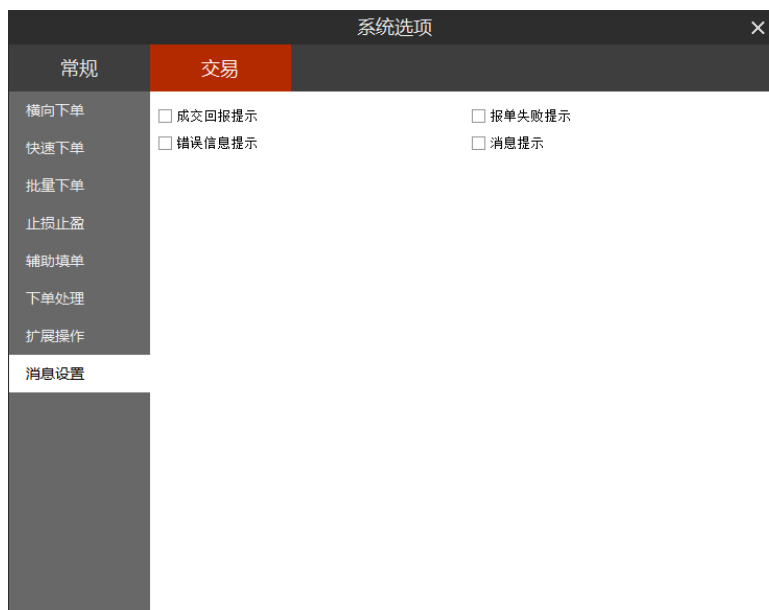 系统选项
常规
交易
横向下单
快速下单
批量下单
止损止盈
辅助填单
下单处理
扩展操作
消息设置
成交回报提示
报单失败提示
错误信息提示
消息提示